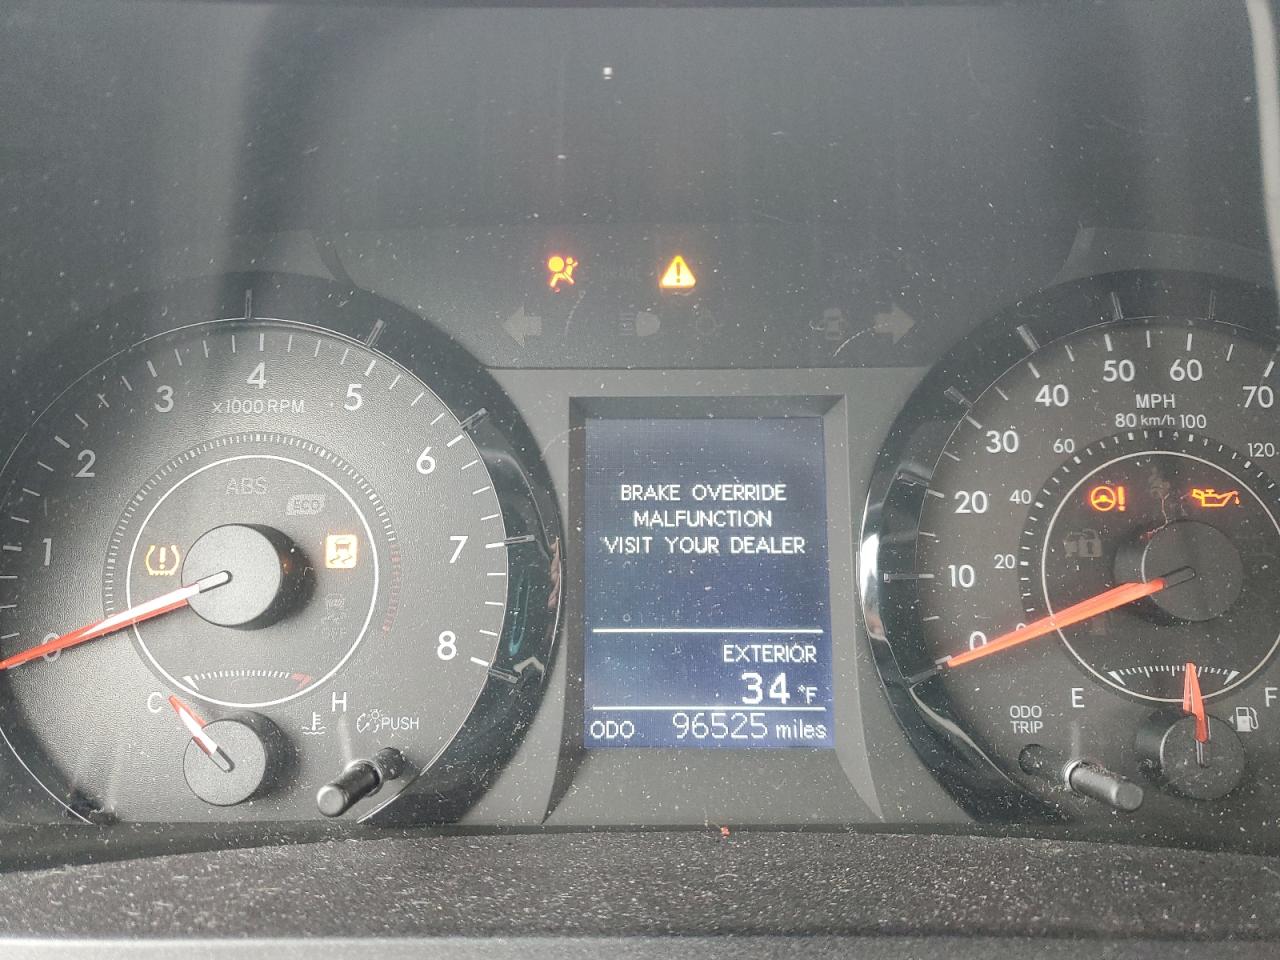 4
50
60
3
5
40
MPH
70
x1000 RPM
80 km/h 100
2
6
30
60
120
ABS
ECO
BRAKE OVERRIDE
MALFUNCTION
VISIT YOUR DEALER
20
40
1
7
10
20
0
8
0
0
EXTERIOR
34 °F
ODO 96525 miles
C
H
PUSH
ODO
TRIP
E
F